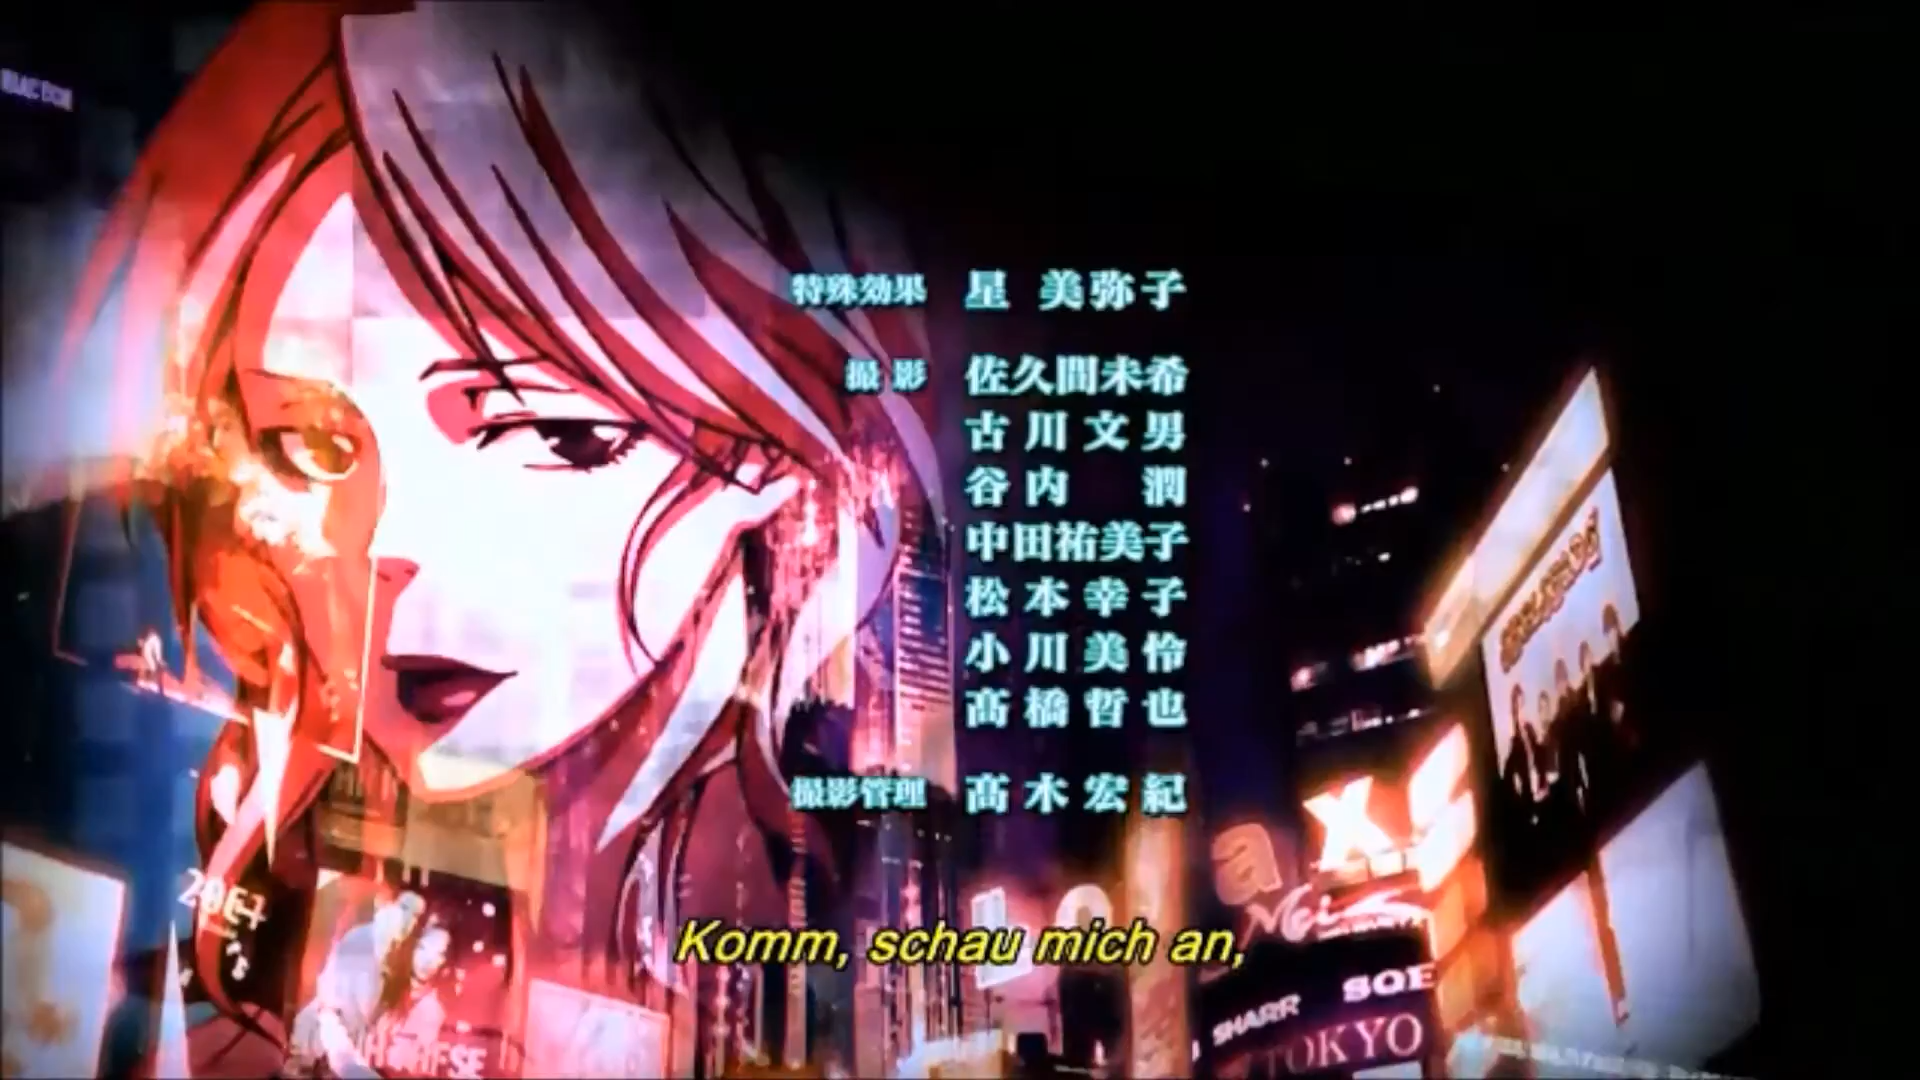 特殊効果 星 美弥子
撮影 佐久間未希
古川文男
谷内 潤
中田祐美子
松本幸子
小川美怜
髙橋哲也
撮影管理 髙木宏紀
Komm, schau mich an,
SHARR
SQE
TOKYO